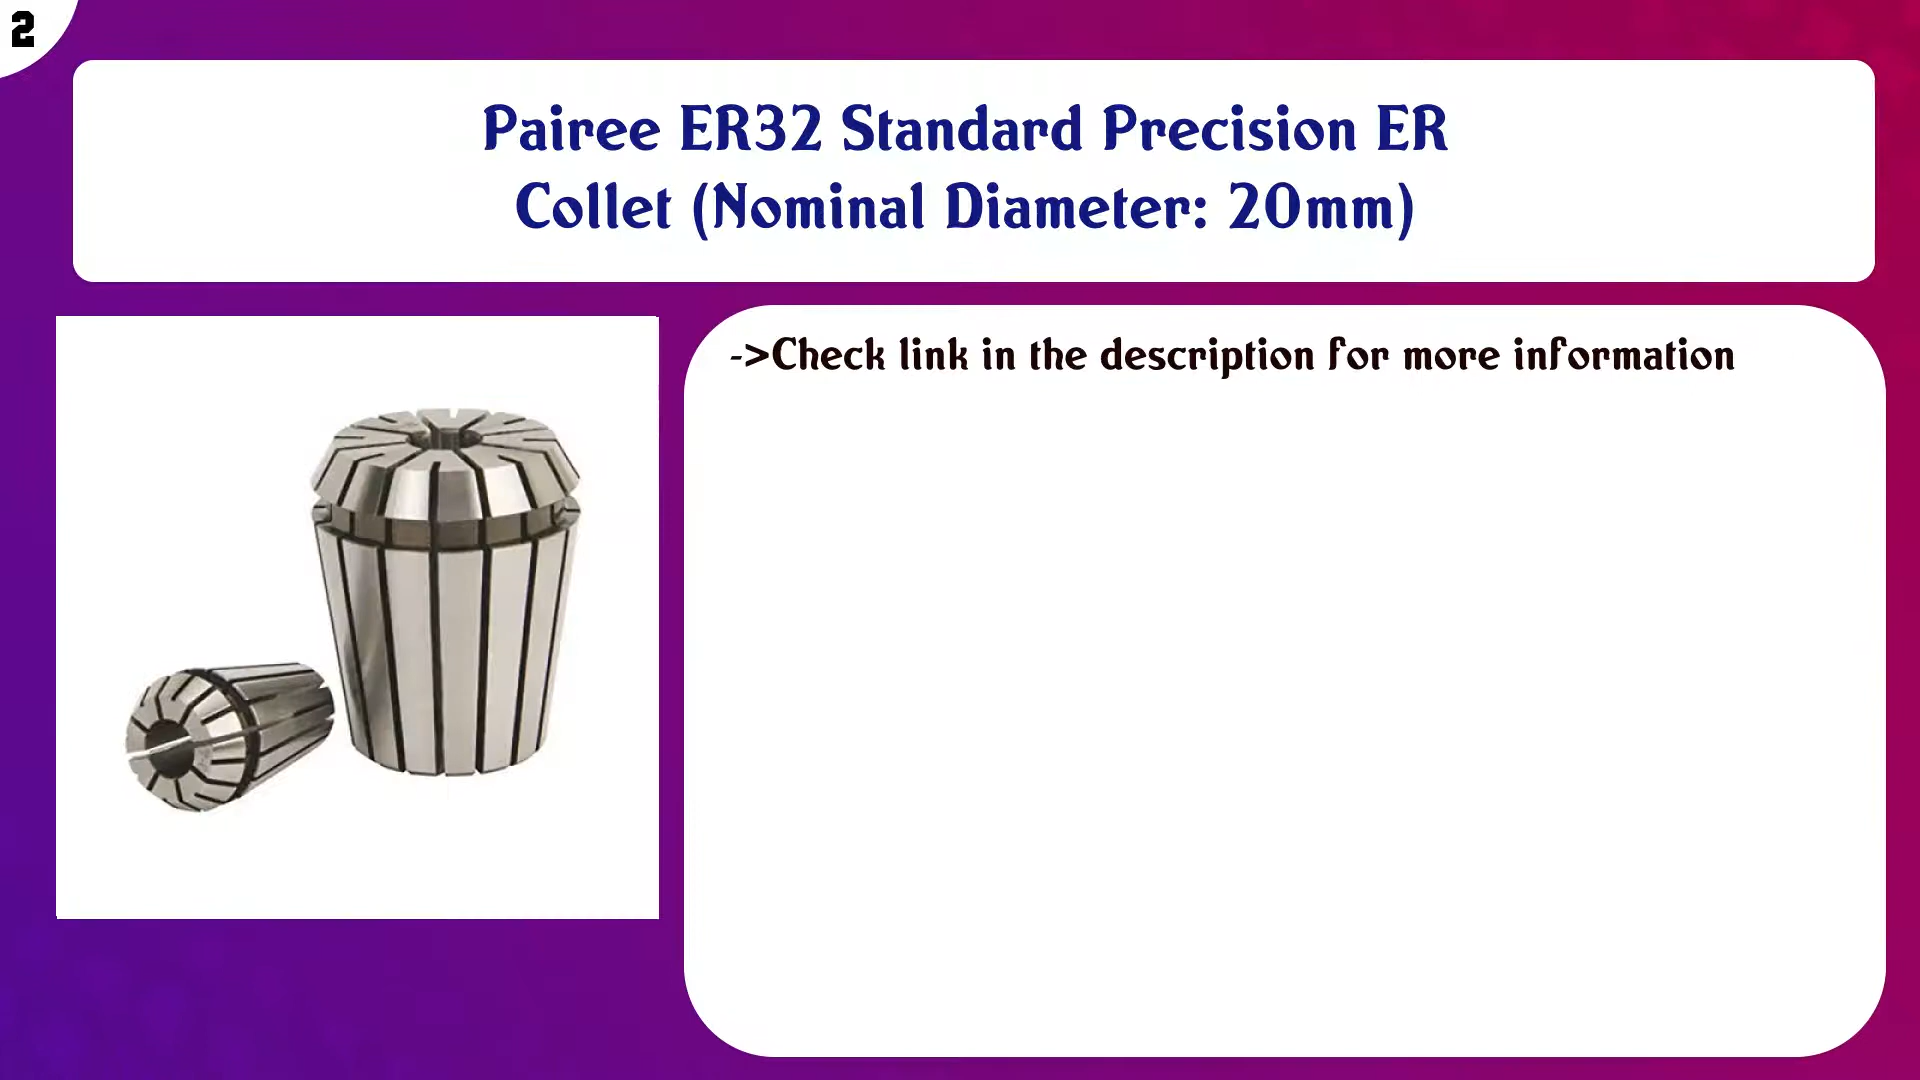 2
Pairee ER32 Standard Precision ER
Collet (Nominal Diameter: 20mm)
->Check link in the description for more information